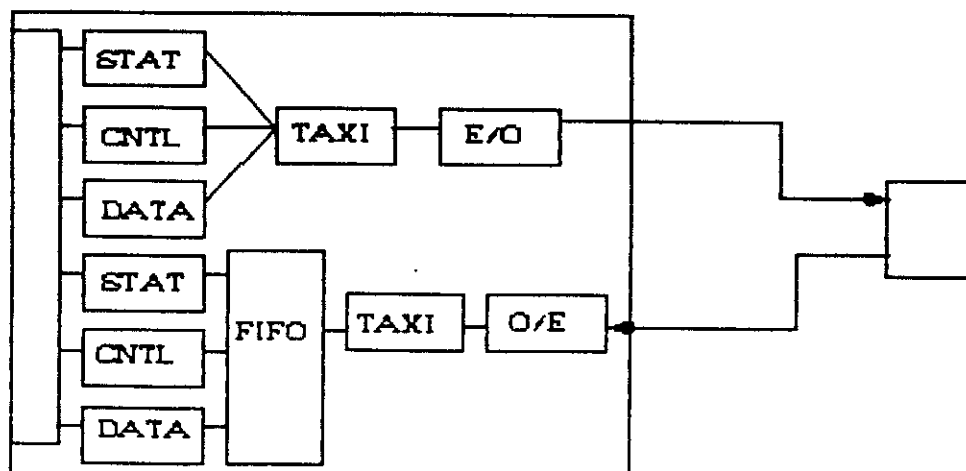 STAT
CNTL
TAXI
E/O
DATA
STAT
FIFO
TAXI
O/E
CNTL
DATA